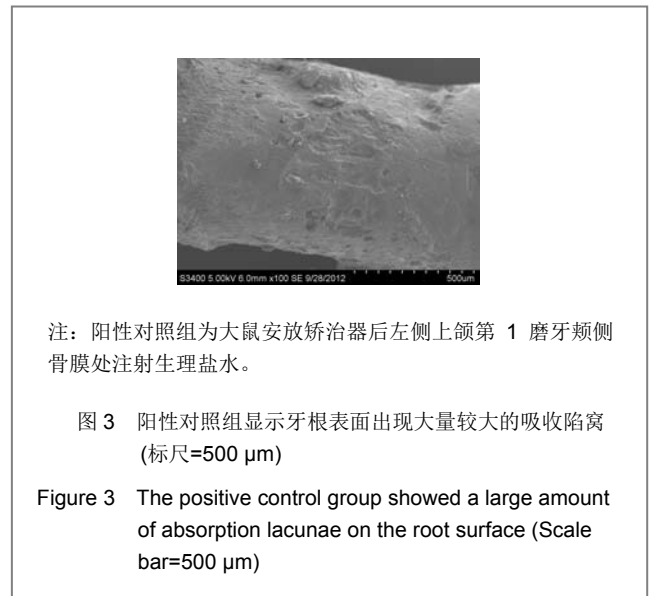 S3400 5.00kV 6.0mm x100 SE 9/28/2012 500um
注：阳性对照组为大鼠安放矫治器后左侧上颌第 1 磨牙颊侧
骨膜处注射生理盐水。
图 3 阳性对照组显示牙根表面出现大量较大的吸收陷窝
(标尺=500 μm)
Figure 3 The positive control group showed a large amount
of absorption lacunae on the root surface (Scale
bar=500 μm)